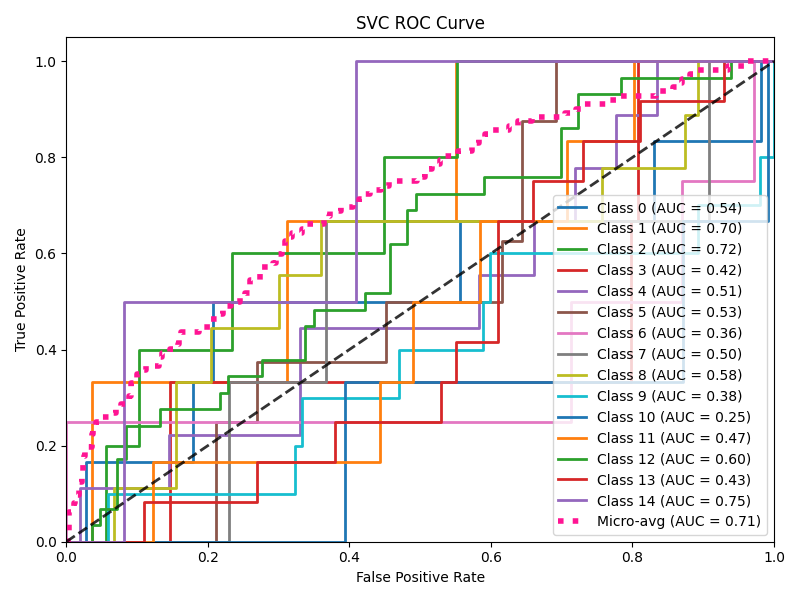 SVC ROC Curve
True Positive Rate
1.0
0.8
0.6
0.4
0.2
0.0
Class 0 (AUC = 0.54)
Class 1 (AUC = 0.70)
Class 2 (AUC = 0.72)
Class 3 (AUC = 0.42)
Class 4 (AUC = 0.51)
Class 5 (AUC = 0.53)
Class 6 (AUC = 0.36)
Class 7 (AUC = 0.50)
Class 8 (AUC = 0.58)
Class 9 (AUC = 0.38)
Class 10 (AUC = 0.25)
Class 11 (AUC = 0.47)
Class 12 (AUC = 0.60)
Class 13 (AUC = 0.43)
Class 14 (AUC = 0.75)
Micro-avg (AUC = 0.71)
0.0 0.2 0.4 0.6 0.8 1.0
False Positive Rate